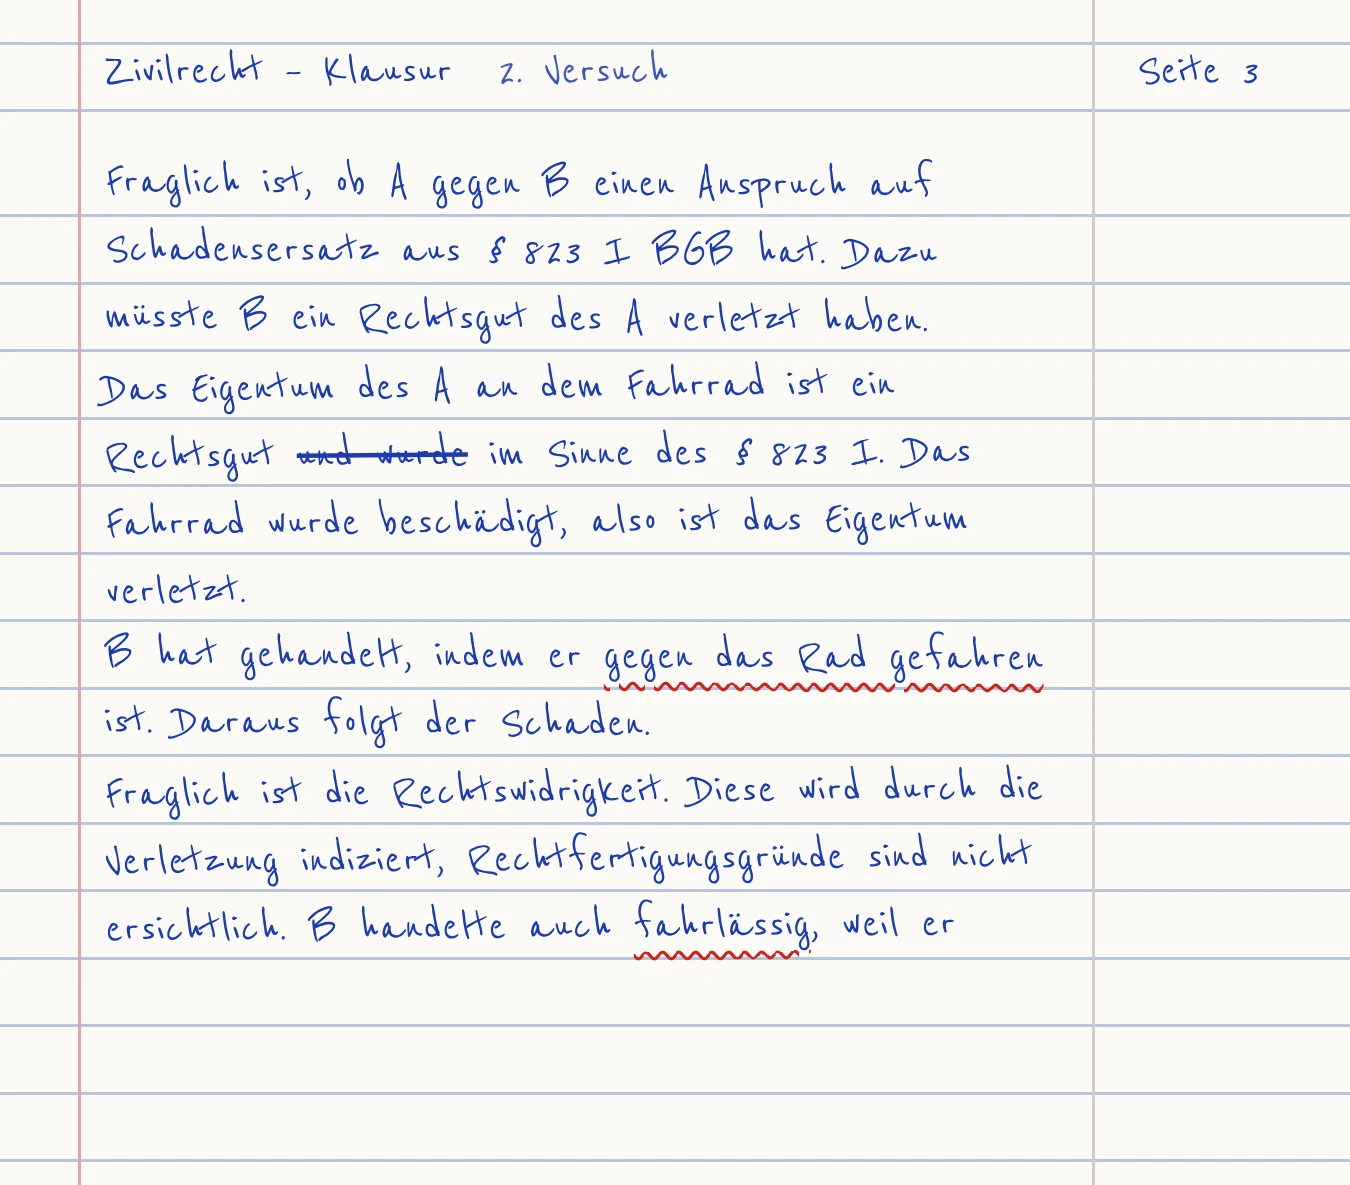 Zivilrecht - Klausur 2. Versuch Seite 3
Fraglich ist, ob A gegen B einen Anspruch auf
Schadensersatz aus § 823 I BGB hat. Dazu
müsste B ein Rechtsgut des A verletzt haben.
Das Eigentum des A an dem Fahrrad ist ein
Rechtsgut und wurde im Sinne des § 823 I. Das
Fahrrad wurde beschädigt, also ist das Eigentum
verletzt.
B hat gehandelt, indem er gegen das Rad gefahren
ist. Daraus folgt der Schaden.
Fraglich ist die Rechtswidrigkeit. Diese wird durch die
Verletzung indiziert, Rechtfertigungsgründe sind nicht
ersichtlich. B handelte auch fahrlässig, weil er